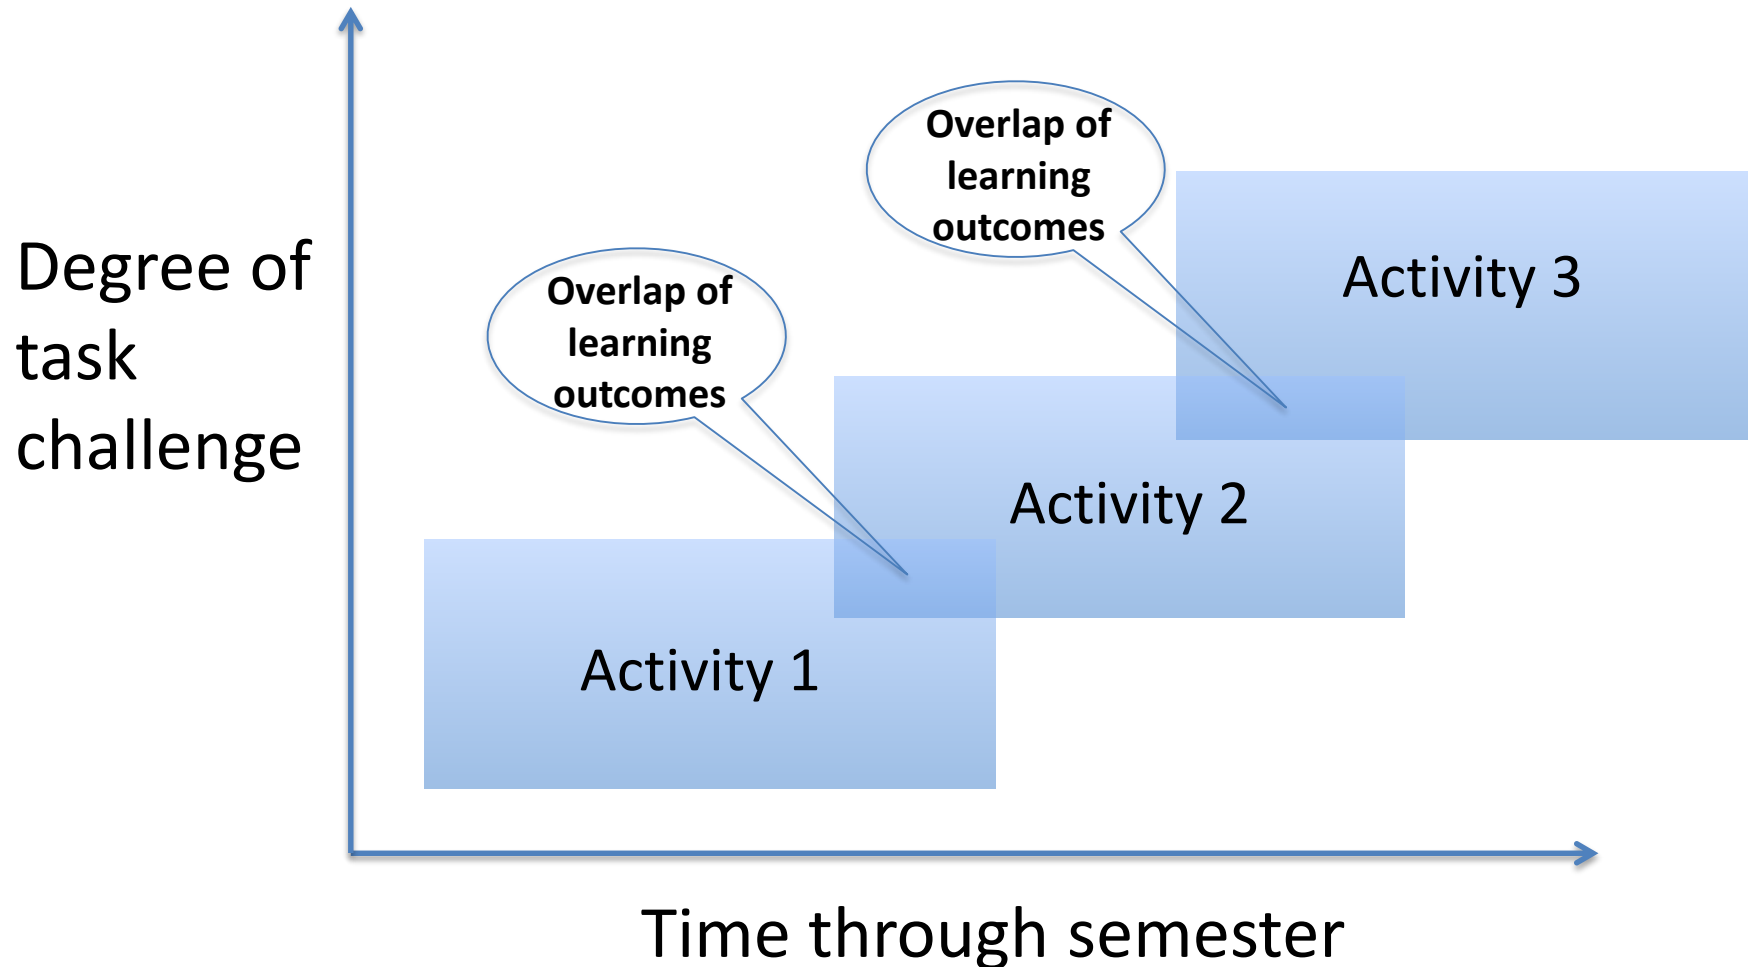 Degree of
task
challenge
Overlap of
learning
outcomes
Overlap of
learning
outcomes
Activity 3
Activity 2
Activity 1
Time through semester